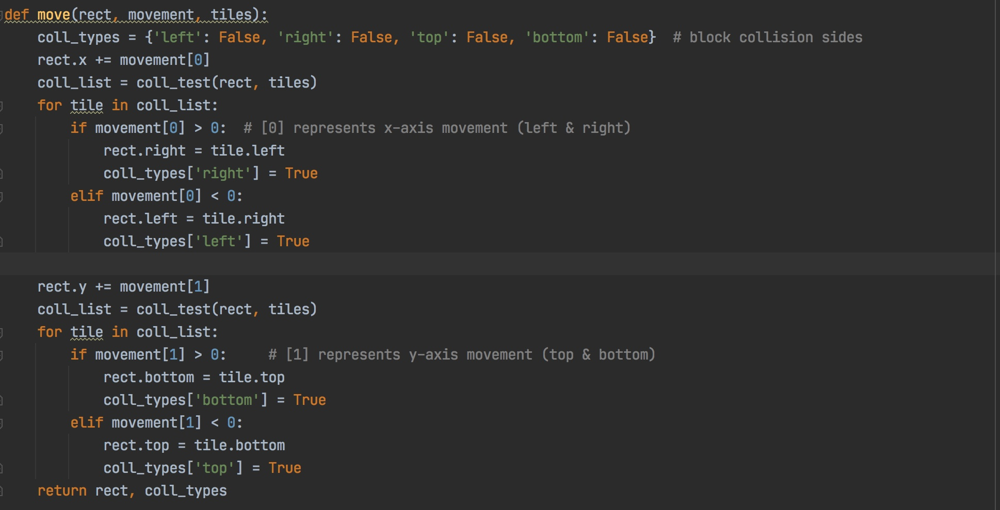 def move(rect, movement, tiles):
    coll_types = {'left': False, 'right': False, 'top': False, 'bottom': False}  # block collision sides
    rect.x += movement[0]
    coll_list = coll_test(rect, tiles)
    for tile in coll_list:
        if movement[0] > 0:  # [0] represents x-axis movement (left & right)
            rect.right = tile.left
            coll_types['right'] = True
        elif movement[0] < 0:
            rect.left = tile.right
            coll_types['left'] = True

    rect.y += movement[1]
    coll_list = coll_test(rect, tiles)
    for tile in coll_list:
        if movement[1] > 0:     # [1] represents y-axis movement (top & bottom)
            rect.bottom = tile.top
            coll_types['bottom'] = True
        elif movement[1] < 0:
            rect.top = tile.bottom
            coll_types['top'] = True
    return rect, coll_types